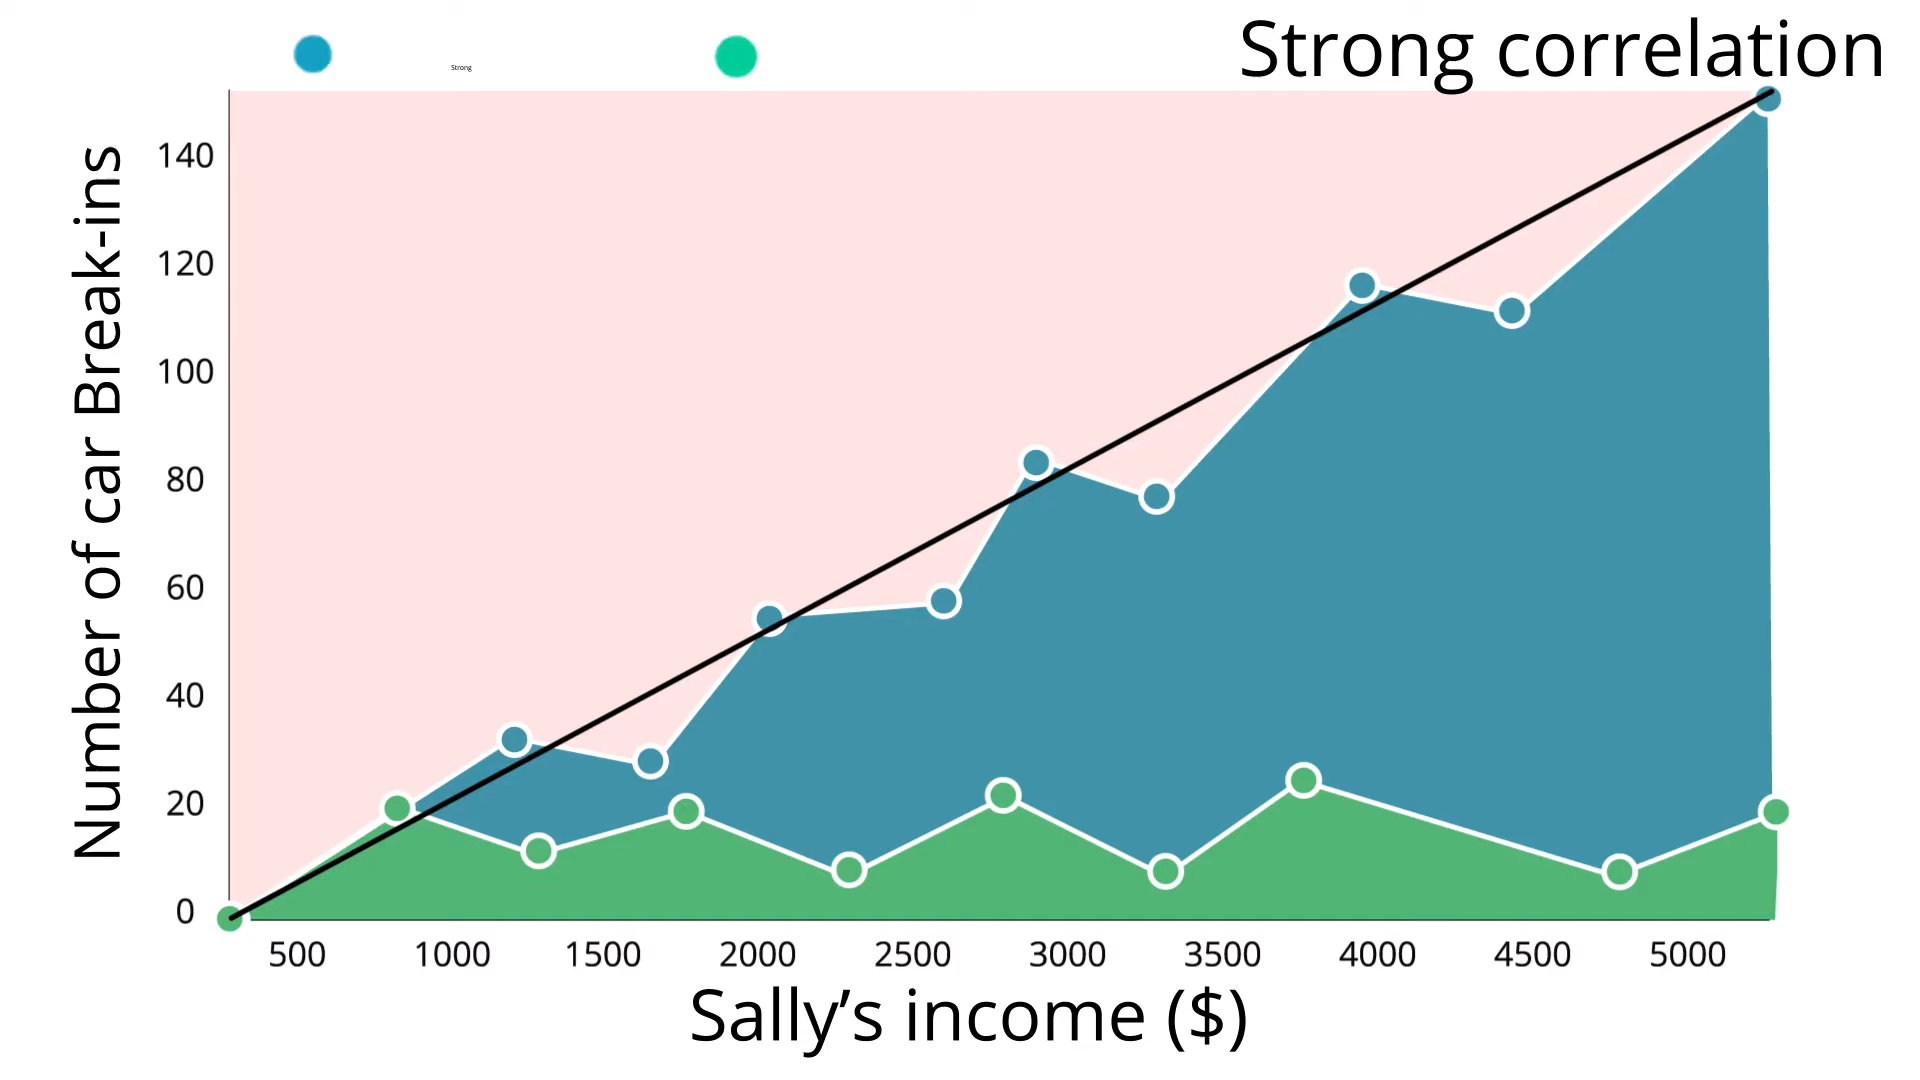 Strong correlation
Strong
Number of car Break-ins
140
120
100
80
60
40
20
0
500 1000 1500 2000 2500 3000 3500 4000 4500 5000
Sally’s income ($)